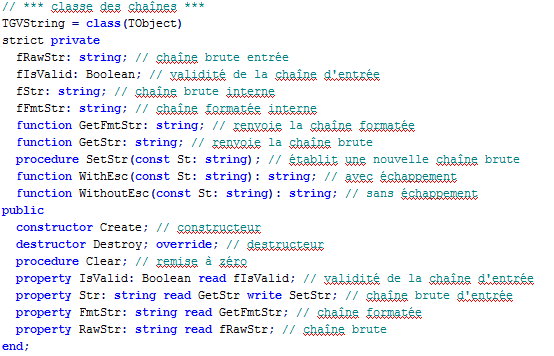 // *** classe des chaînes ***
TGVString = class(TObject)
strict private
fRawStr: string; // chaîne brute entrée
fIsValid: Boolean; // validité de la chaîne d'entrée
fStr: string; // chaîne brute interne
fFmtStr: string; // chaîne formatée interne
function GetFmtStr: string; // renvoie la chaîne formatée
function GetStr: string; // renvoie la chaîne brute
procedure SetStr(const St: string); // établit une nouvelle chaîne brute
function WithEsc(const St: string): string; // avec échappement
function WithoutEsc(const St: string): string; // sans échappement
public
constructor Create; // constructeur
destructor Destroy; override; // destructeur
procedure Clear; // remise à zéro
property IsValid: Boolean read fIsValid; // validité de la chaîne d'entrée
property Str: string read GetStr write SetStr; // chaîne brute d'entrée
property FmtStr: string read GetFmtStr; // chaîne formatée
property RawStr: string read fRawStr; // chaîne brute
end;